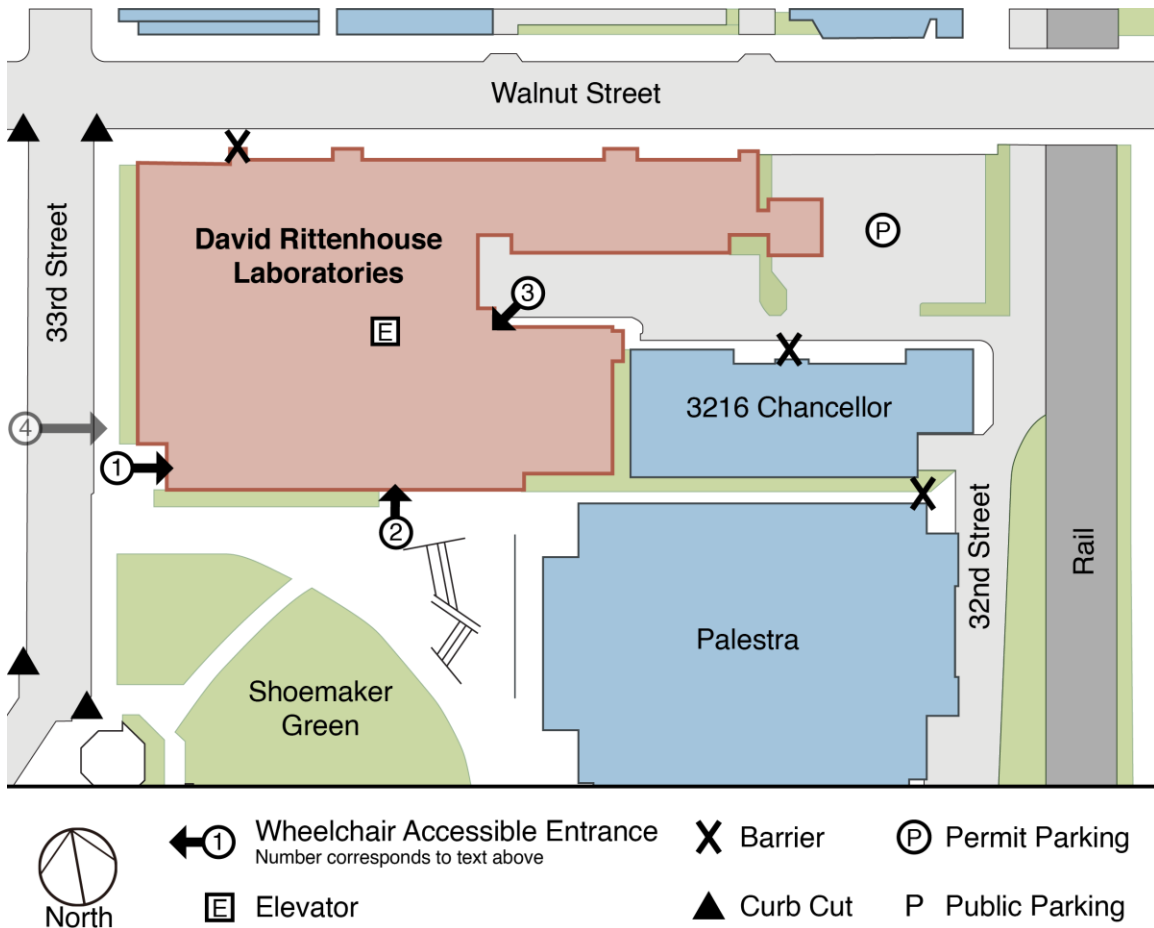 Walnut Street
33rd Street
David Rittenhouse
Laboratories
P
3
E
4
3216 Chancellor
1
2
32nd Street
Rail
Palestra
Shoemaker
Green
1
Wheelchair Accessible Entrance
Number corresponds to text above
Barrier
P
Permit Parking
North
E
Elevator
Curb Cut
P
Public Parking